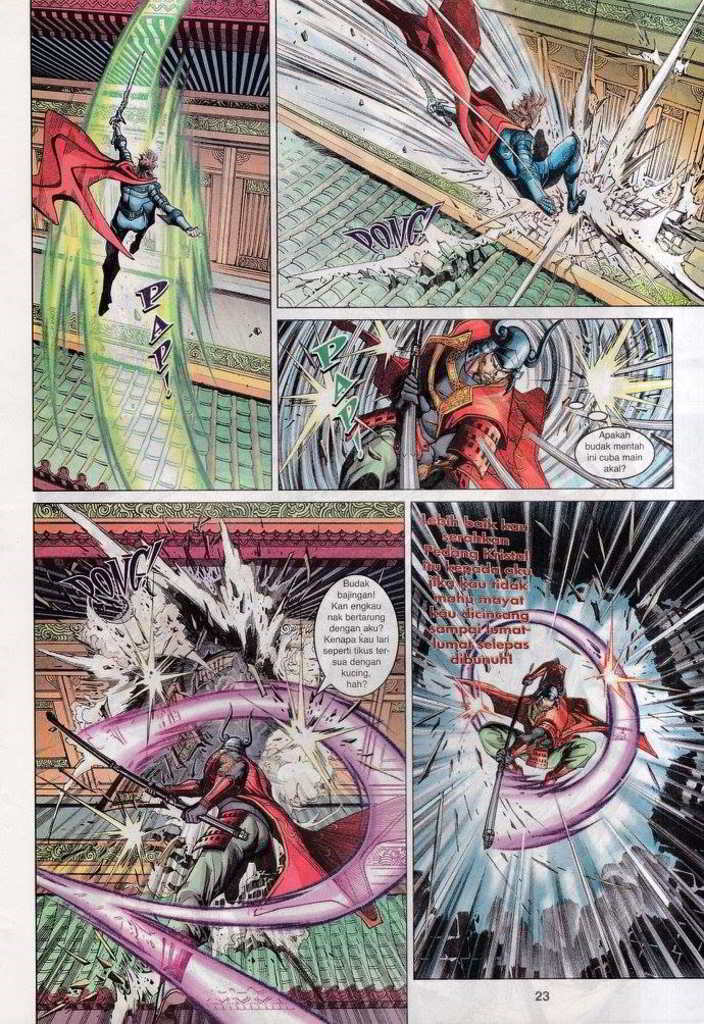 PAP!
PONG!
PAP!
Apakah
budak mentah
ini cuba main
akal?
PONG!
Budak
bajingan!
Kan engkau
nak bertarung
dengan aku?
Kenapa kau lari
seperti tikus ter-
sua dengan
kucing,
hah?
Lebih baik kau
serahkan
Pedang Kristal
itu kepada aku
jika kau tidak
mahu mayat
kau dicincang
sampai lumat-
lumat selepas
dibunuh!
23